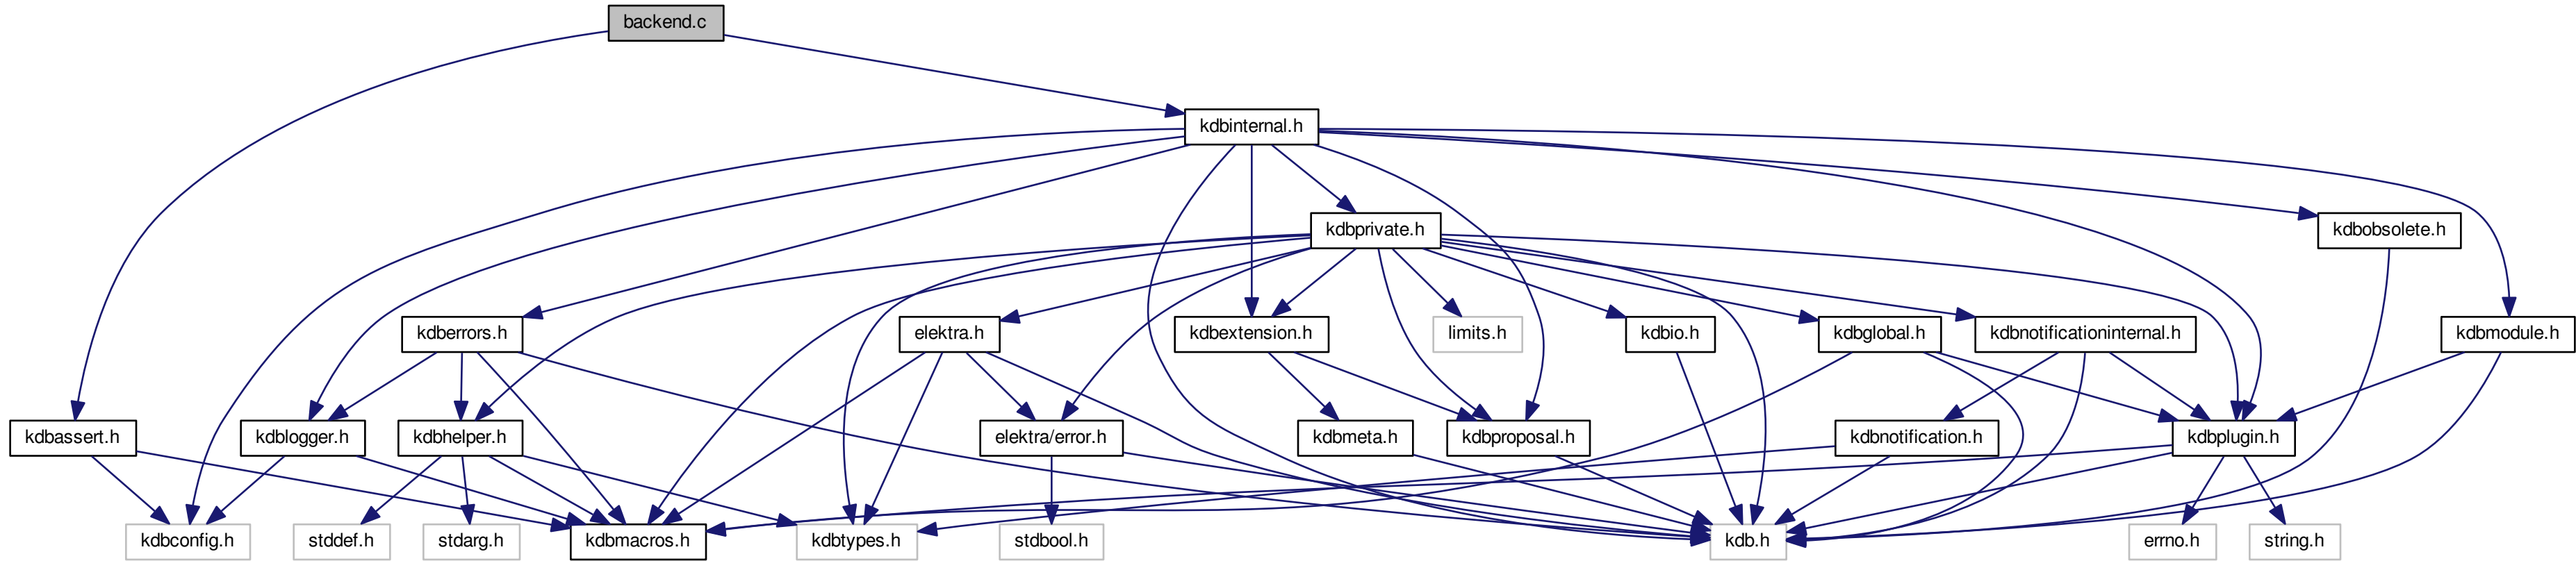 backend.c
kdbinternal.h
kdbprivate.h
kdbobsolete.h
kdberrors.h
elektra.h
kdbextension.h
limits.h
kdbio.h
kdbglobal.h
kdbnotificationinternal.h
kdbmodule.h
kdbassert.h
kdblogger.h
kdbhelper.h
elektra/error.h
kdbmeta.h
kdbproposal.h
kdbnotification.h
kdbplugin.h
kdbconfig.h
stddef.h
stdarg.h
kdbmacros.h
kdbtypes.h
stdbool.h
kdb.h
errno.h
string.h